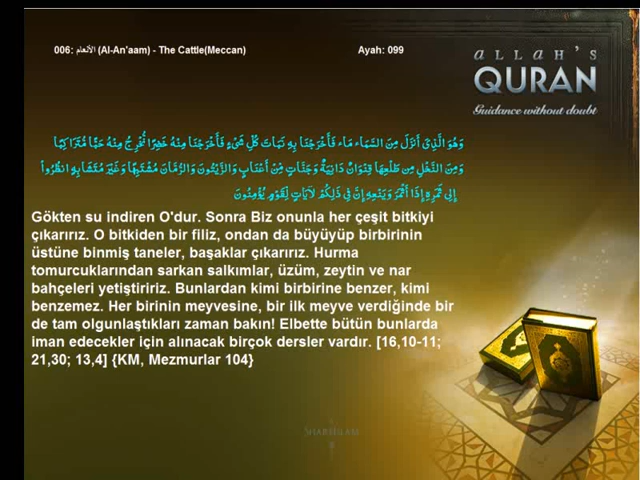 006: الأنعام (Al-An'aam) - The Cattle(Meccan) Ayah: 099
ALLAH'S
QURAN
Guidance without doubt
وَهُوَ الَّذِيَ أَنزَلَ مِنَ السَّمَاءِ مَاء فَأَخْرَجْنَا بِهِ نَبَاتَ كُلِّ شَيْءٍ فَأَخْرَجْنَا مِنْهُ خَضِرًا نُّخْرِجُ مِنْهُ حَبًّا مُّتَرَاكِبًا
وَمِنَ النَّخْلِ مِن طَلْعِهَا قِنْوَانٌ دَانِيَةٌ وَجَنَّاتٍ مِّنْ أَعْنَابٍ وَالزَّيْتُونَ وَالرُّمَّانَ مُشْتَبِهًا وَغَيْرَ مُتَشَابِهٍ انظُرُواْ
إِلِى ثَمَرِهِ إِذَا أَثْمَرَ وَيَنْعِهِ إِنَّ فِي ذَلِكُمْ لآيَاتٍ لِّقَوْمٍ يُؤْمِنُونَ
Gökten su indiren O'dur. Sonra Biz onunla her çeşit bitkiyi
çıkarırız. O bitkiden bir filiz, ondan da büyüyüp birbirinin
üstüne binmiş taneler, başaklar çıkarırız. Hurma
tomurcuklarından sarkan salkımlar, üzüm, zeytin ve nar
bahçeleri yetiştiririz. Bunlardan kimi birbirine benzer, kimi
benzemez. Her birinin meyvesine, bir ilk meyve verdiğinde bir
de tam olgunlaştıkları zaman bakın! Elbette bütün bunlarda
iman edecekler için alınacak birçok dersler vardır. [16,10-11;
21,30; 13,4] {KM, Mezmurlar 104}